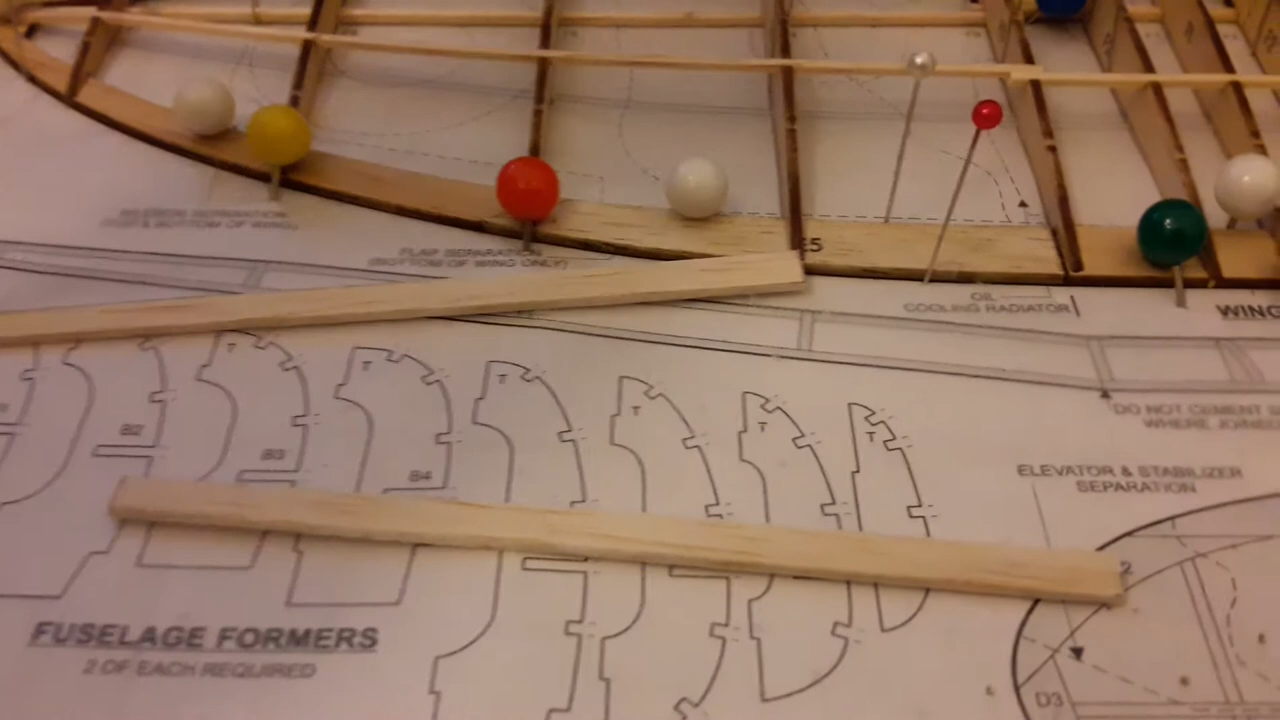 E5
(BOTTOM OF WING ONLY)
FLAP SEPARATION
OIL
COOLING RADIATOR
WING
DO NOT CEMENT
WHERE JOINED
T
T
T
T
T
T
B2
B3
B4
ELEVATOR & STABILIZER
SEPARATION
2
FUSELAGE FORMERS
2 OF EACH REQUIRED
D3